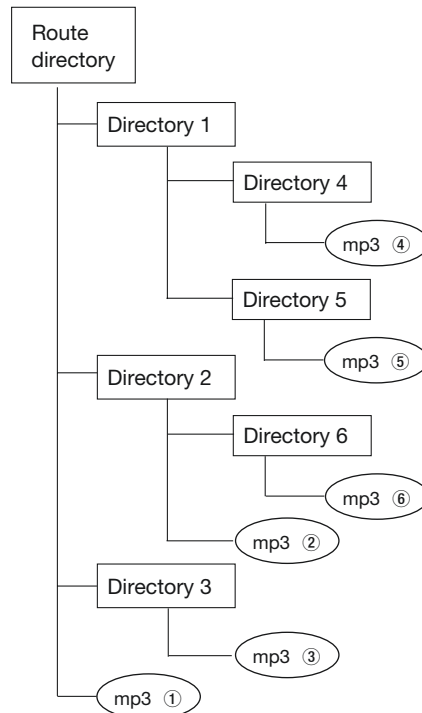 Route
directory
Directory 1
Directory 4
mp3 ④
Directory 5
mp3 ⑤
Directory 2
Directory 6
mp3 ⑥
mp3 ②
Directory 3
mp3 ③
mp3 ①